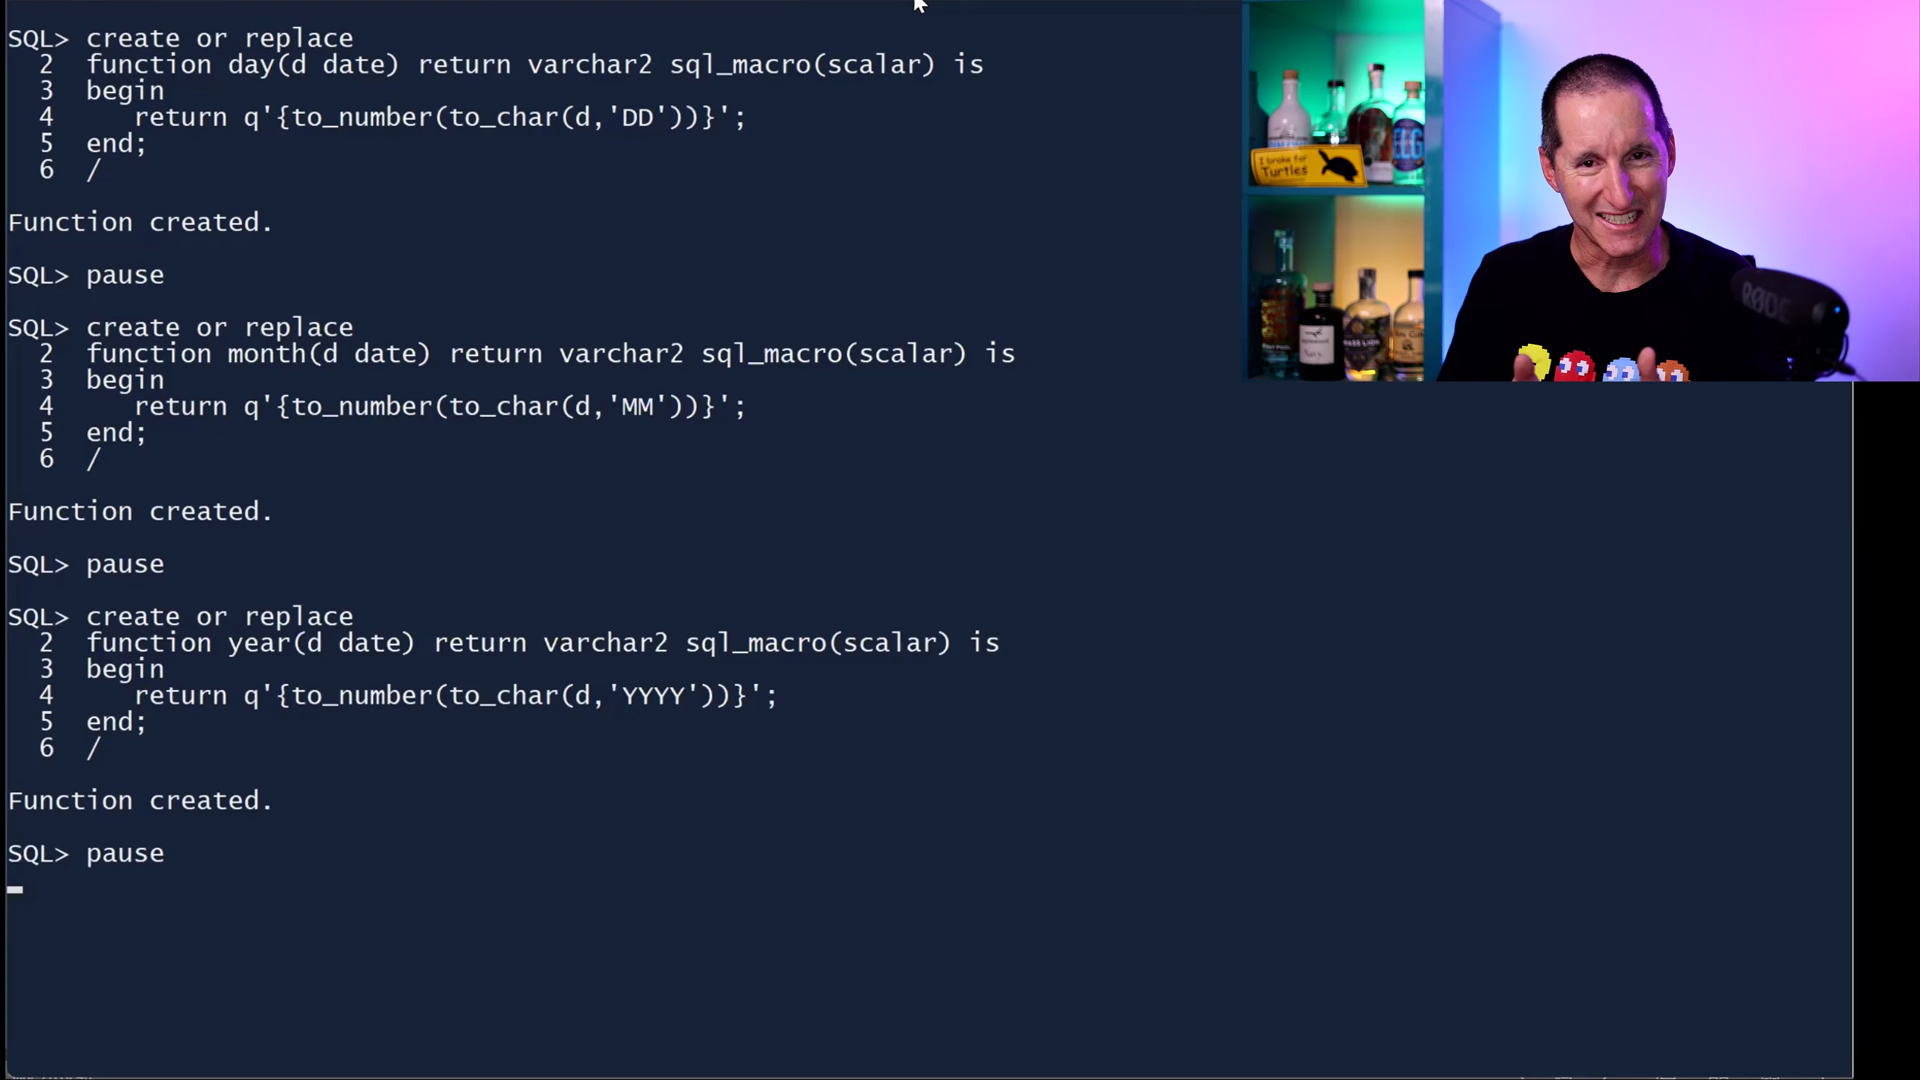 SQL> create or replace
2 function day(d date) return varchar2 sql_macro(scalar) is
3 begin
4 return q'{to_number(to_char(d,'DD'))}';
5 end;
6 /
Function created.
SQL> pause
SQL> create or replace
2 function month(d date) return varchar2 sql_macro(scalar) is
3 begin
4 return q'{to_number(to_char(d,'MM'))}';
5 end;
6 /
Function created.
SQL> pause
SQL> create or replace
2 function year(d date) return varchar2 sql_macro(scalar) is
3 begin
4 return q'{to_number(to_char(d,'YYYY'))}';
5 end;
6 /
Function created.
SQL> pause
I brake for
Turtles
RØDE